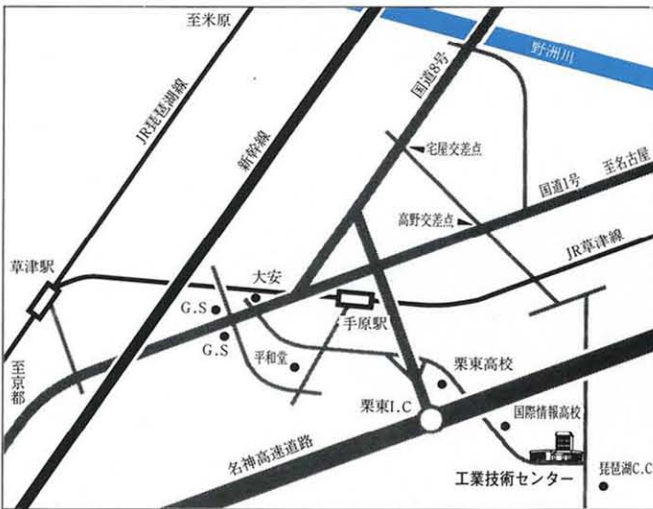 至米原
野洲川
国道8号
JR琵琶湖線
新幹線
宅屋交差点
至名古屋
国道1号
高野交差点
JR草津線
草津駅
大安
G.S
手原駅
G.S
平和堂
至京都
栗東高校
栗東I.C
国際情報高校
名神高速道路
工業技術センター
琵琶湖C.C